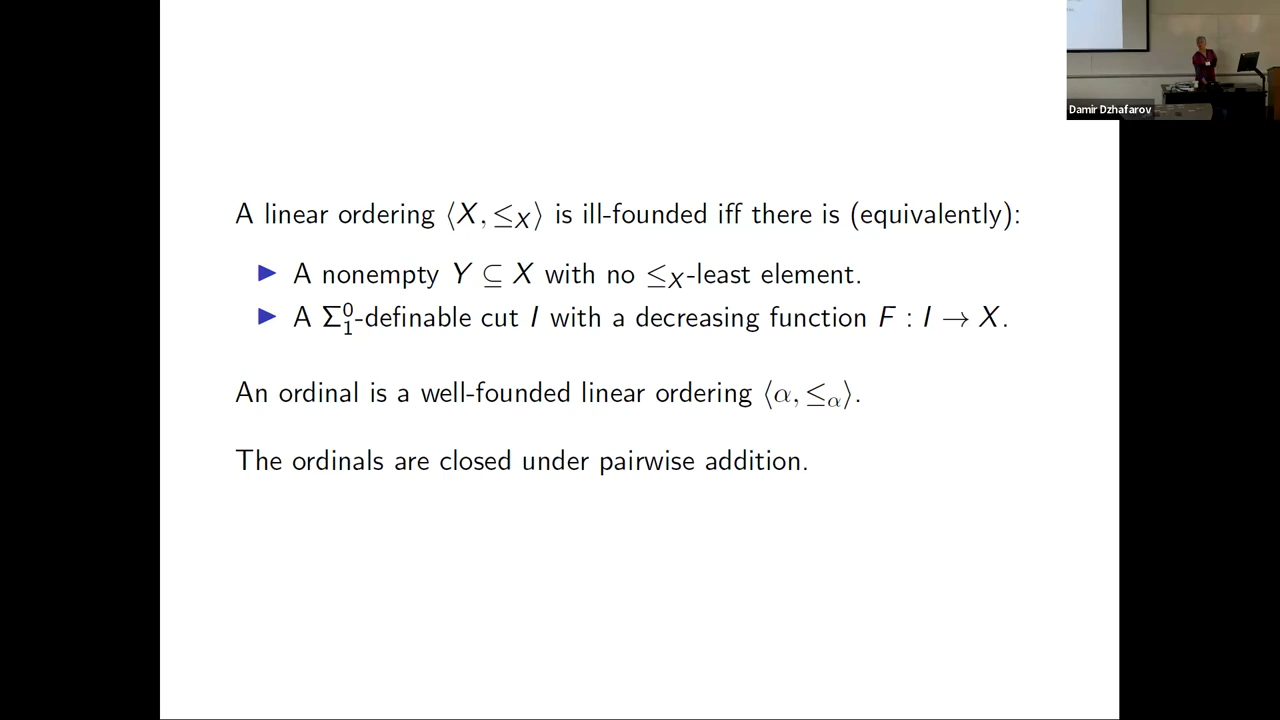 Damir Dzhafarov
A linear ordering ⟨X, ≤_X⟩ is ill-founded iff there is (equivalently):
▶ A nonempty Y ⊆ X with no ≤_X-least element.
▶ A Σ⁰₁-definable cut I with a decreasing function F : I → X.
An ordinal is a well-founded linear ordering ⟨α, ≤_α⟩.
The ordinals are closed under pairwise addition.